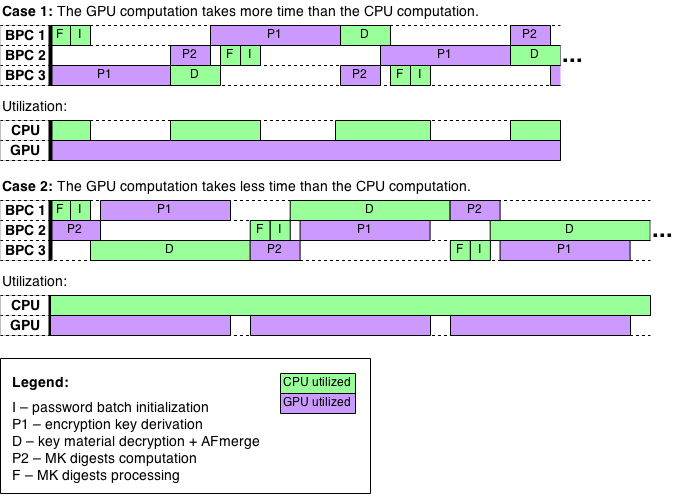 Case 1: The GPU computation takes more time than the CPU computation.
BPC 1 F I P1 D P2
BPC 2 P2 F I P1 D
BPC 3 P1 D P2 F I
...
Utilization:
CPU
GPU
Case 2: The GPU computation takes less time than the CPU computation.
BPC 1 F I P1 D P2
BPC 2 P2 F I P1 D
BPC 3 D P2 F I P1
...
Utilization:
CPU
GPU
Legend:
CPU utilized
GPU utilized
I – password batch initialization
P1 – encryption key derivation
D – key material decryption + AFmerge
P2 – MK digests computation
F – MK digests processing